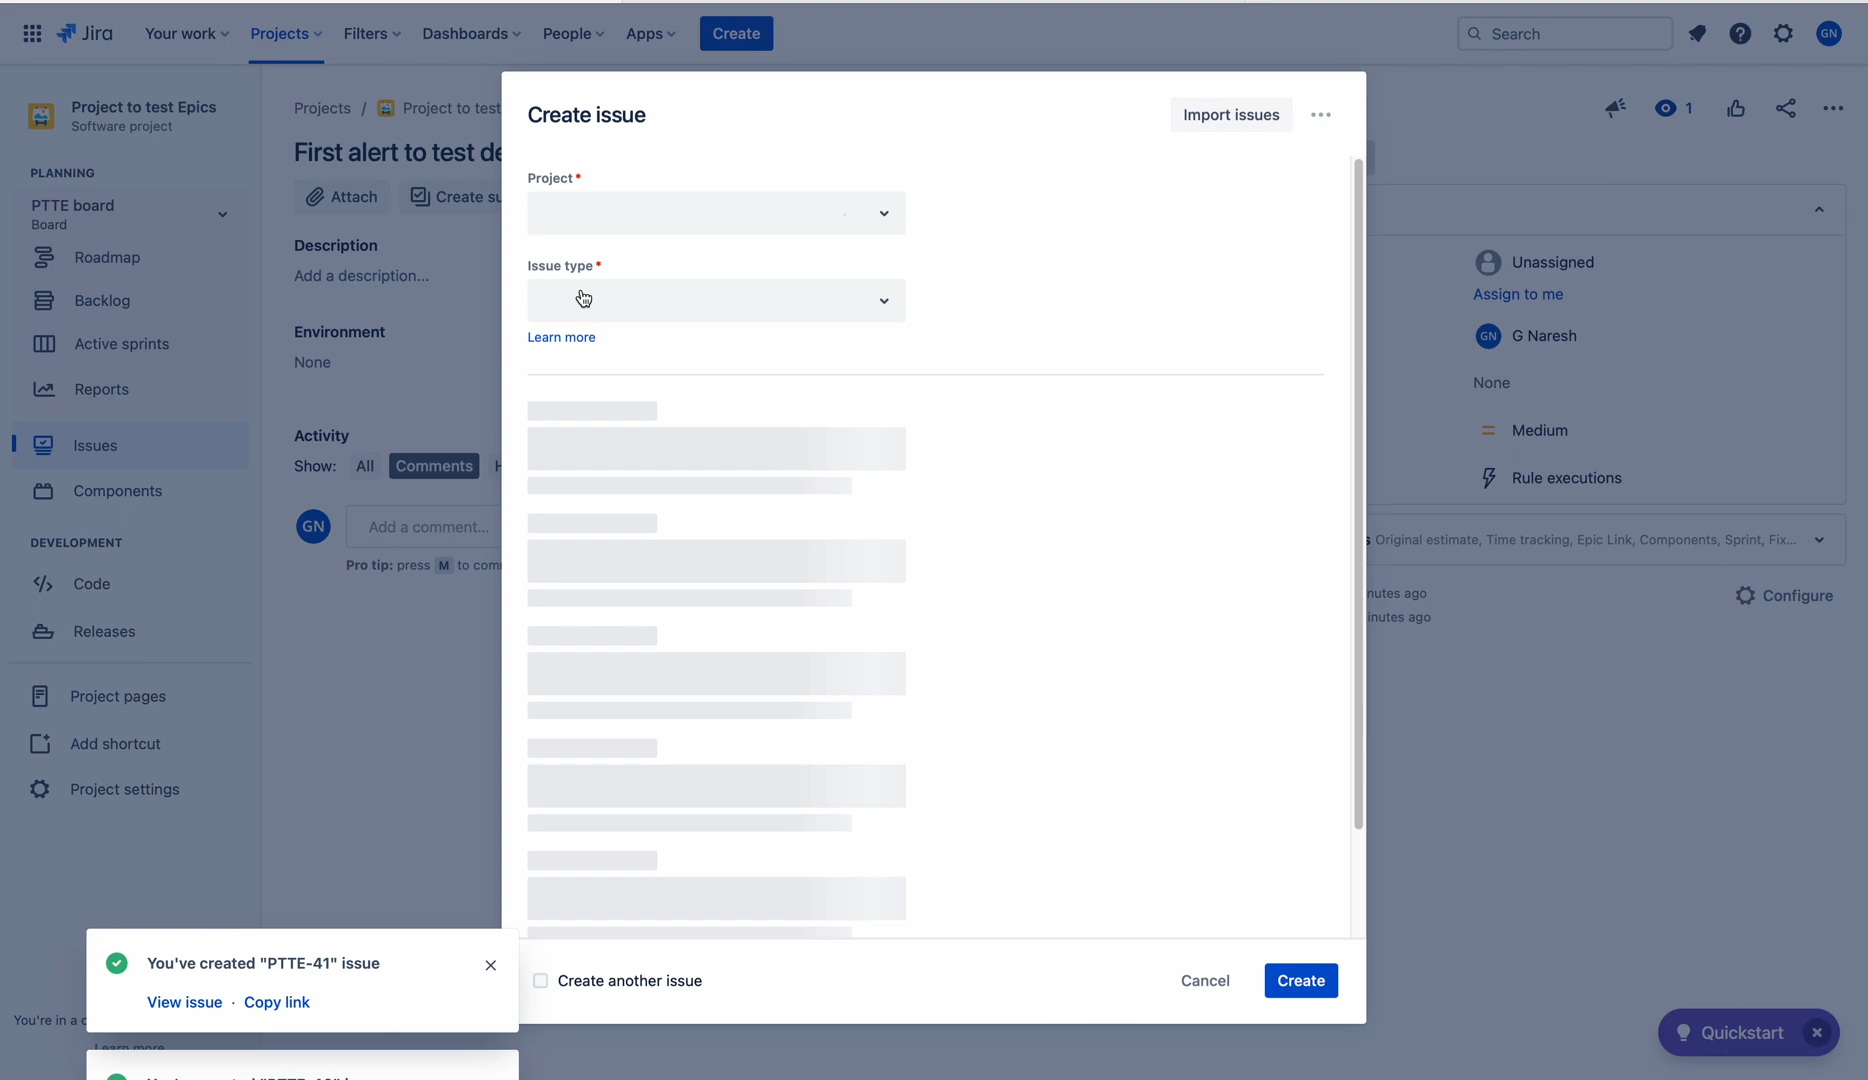 Jira
Your work
Projects
Filters
Dashboards
People
Apps
Create
Search
GN
Project to test Epics
Software project
PLANNING
PTTE board
Board
Roadmap
Backlog
Active sprints
Reports
Issues
Components
DEVELOPMENT
Code
Releases
Project pages
Add shortcut
Project settings
You're in a
Learn more
Projects / Project to test
First alert to test
Attach
Create
Description
Add a description...
Environment
None
Activity
Show: All Comments
GN
Add a comment...
Pro tip: press M to
Create issue
Import issues
Project *
Issue type *
Learn more
Create another issue
Cancel
Create
1
Unassigned
Assign to me
GN G Naresh
None
Medium
Rule executions
Original estimate, Time tracking, Epic Link, Components, Sprint, Fix...
ago
ago
Configure
You've created "PTTE-41" issue
View issue · Copy link
Quickstart